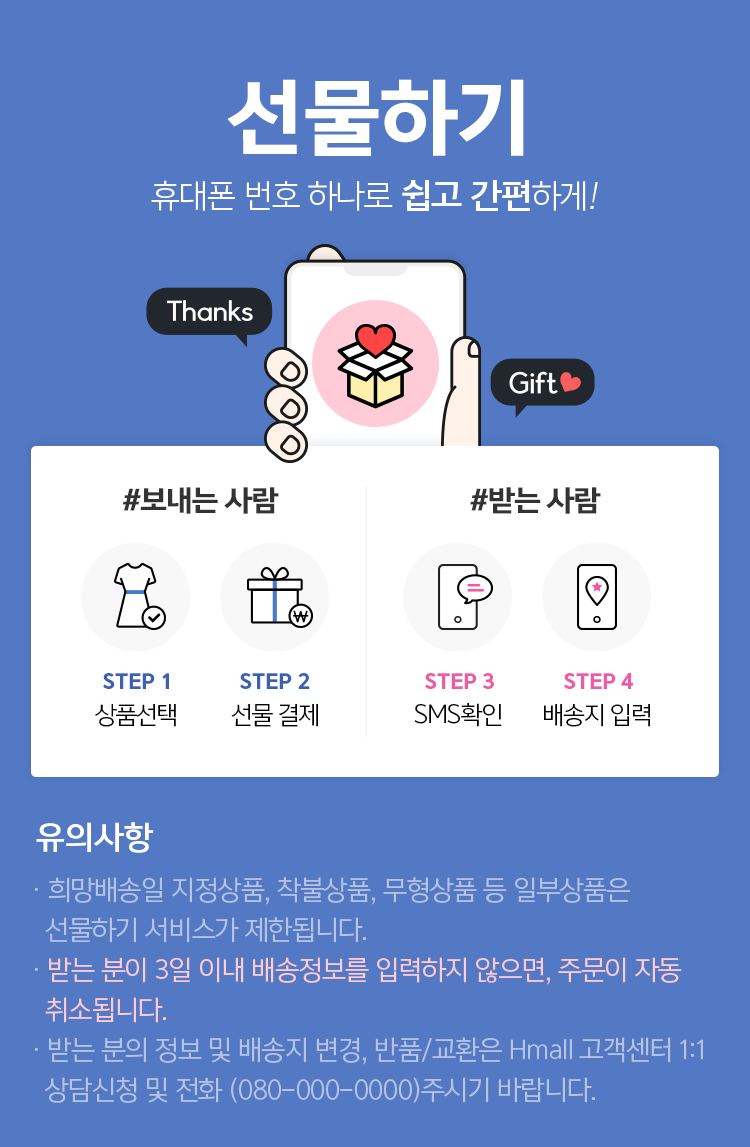 선물하기
휴대폰 번호 하나로 쉽고 간편하게!
Thanks
Gift
#보내는 사람
#받는 사람
STEP 1
상품선택
STEP 2
₩
선물 결제
STEP 3
SMS확인
STEP 4
배송지 입력
유의사항
· 희망배송일 지정상품, 착불상품, 무형상품 등 일부상품은
선물하기 서비스가 제한됩니다.
· 받는 분이 3일 이내 배송정보를 입력하지 않으면, 주문이 자동
취소됩니다.
· 받는 분의 정보 및 배송지 변경, 반품/교환은 Hmall 고객센터 1:1
상담신청 및 전화 (080-000-0000)주시기 바랍니다.